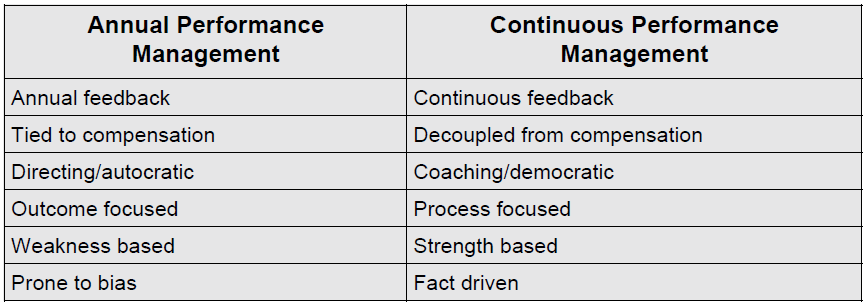 Annual Performance Management
Continuous Performance Management
Annual feedback
Continuous feedback
Tied to compensation
Decoupled from compensation
Directing/autocratic
Coaching/democratic
Outcome focused
Process focused
Weakness based
Strength based
Prone to bias
Fact driven